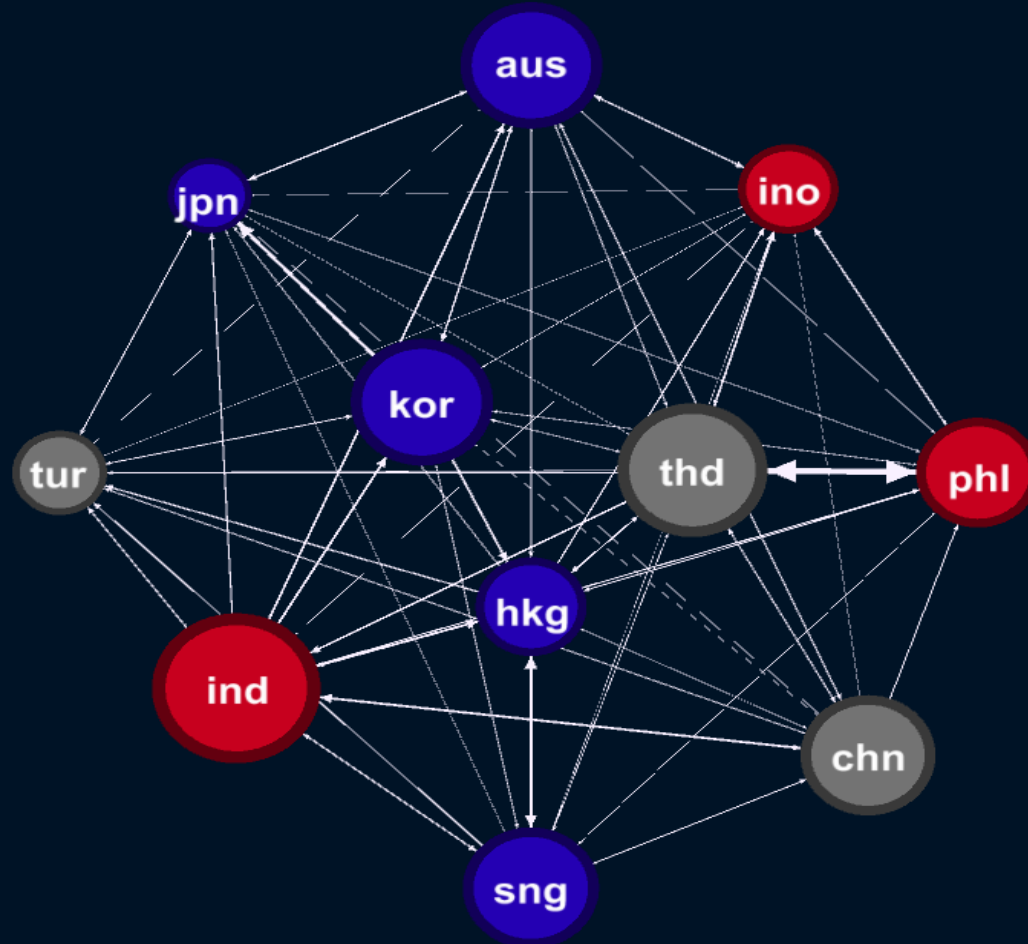 aus
jpn
ino
kor
tur
thd
phl
hkg
ind
chn
sng